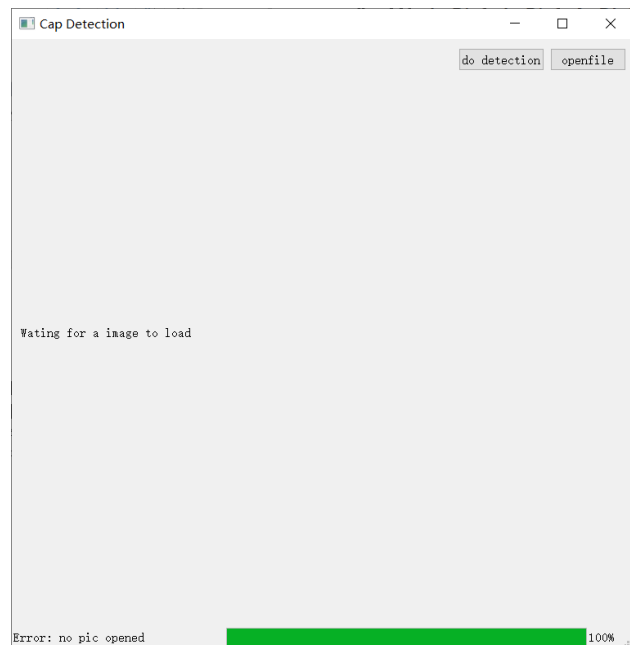 Cap Detection
do detection openfile
Wating for a image to load
Error: no pic opened 100%